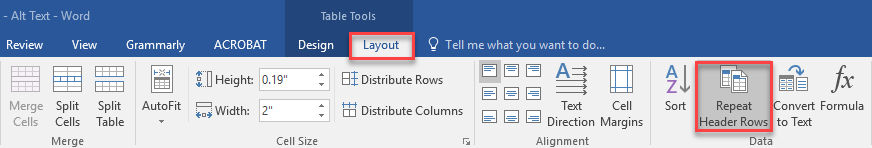 - Alt Text - Word
Table Tools
Review View Grammarly ACROBAT Design Layout Tell me what you want to do...
Merge Cells
Split Cells
Split Table
Merge
AutoFit
Height: 0.19"
Width: 2"
Distribute Rows
Distribute Columns
Cell Size
Text Direction
Cell Margins
Alignment
A
Z
Sort
Repeat Header Rows
Convert to Text
fx
Formula
Data